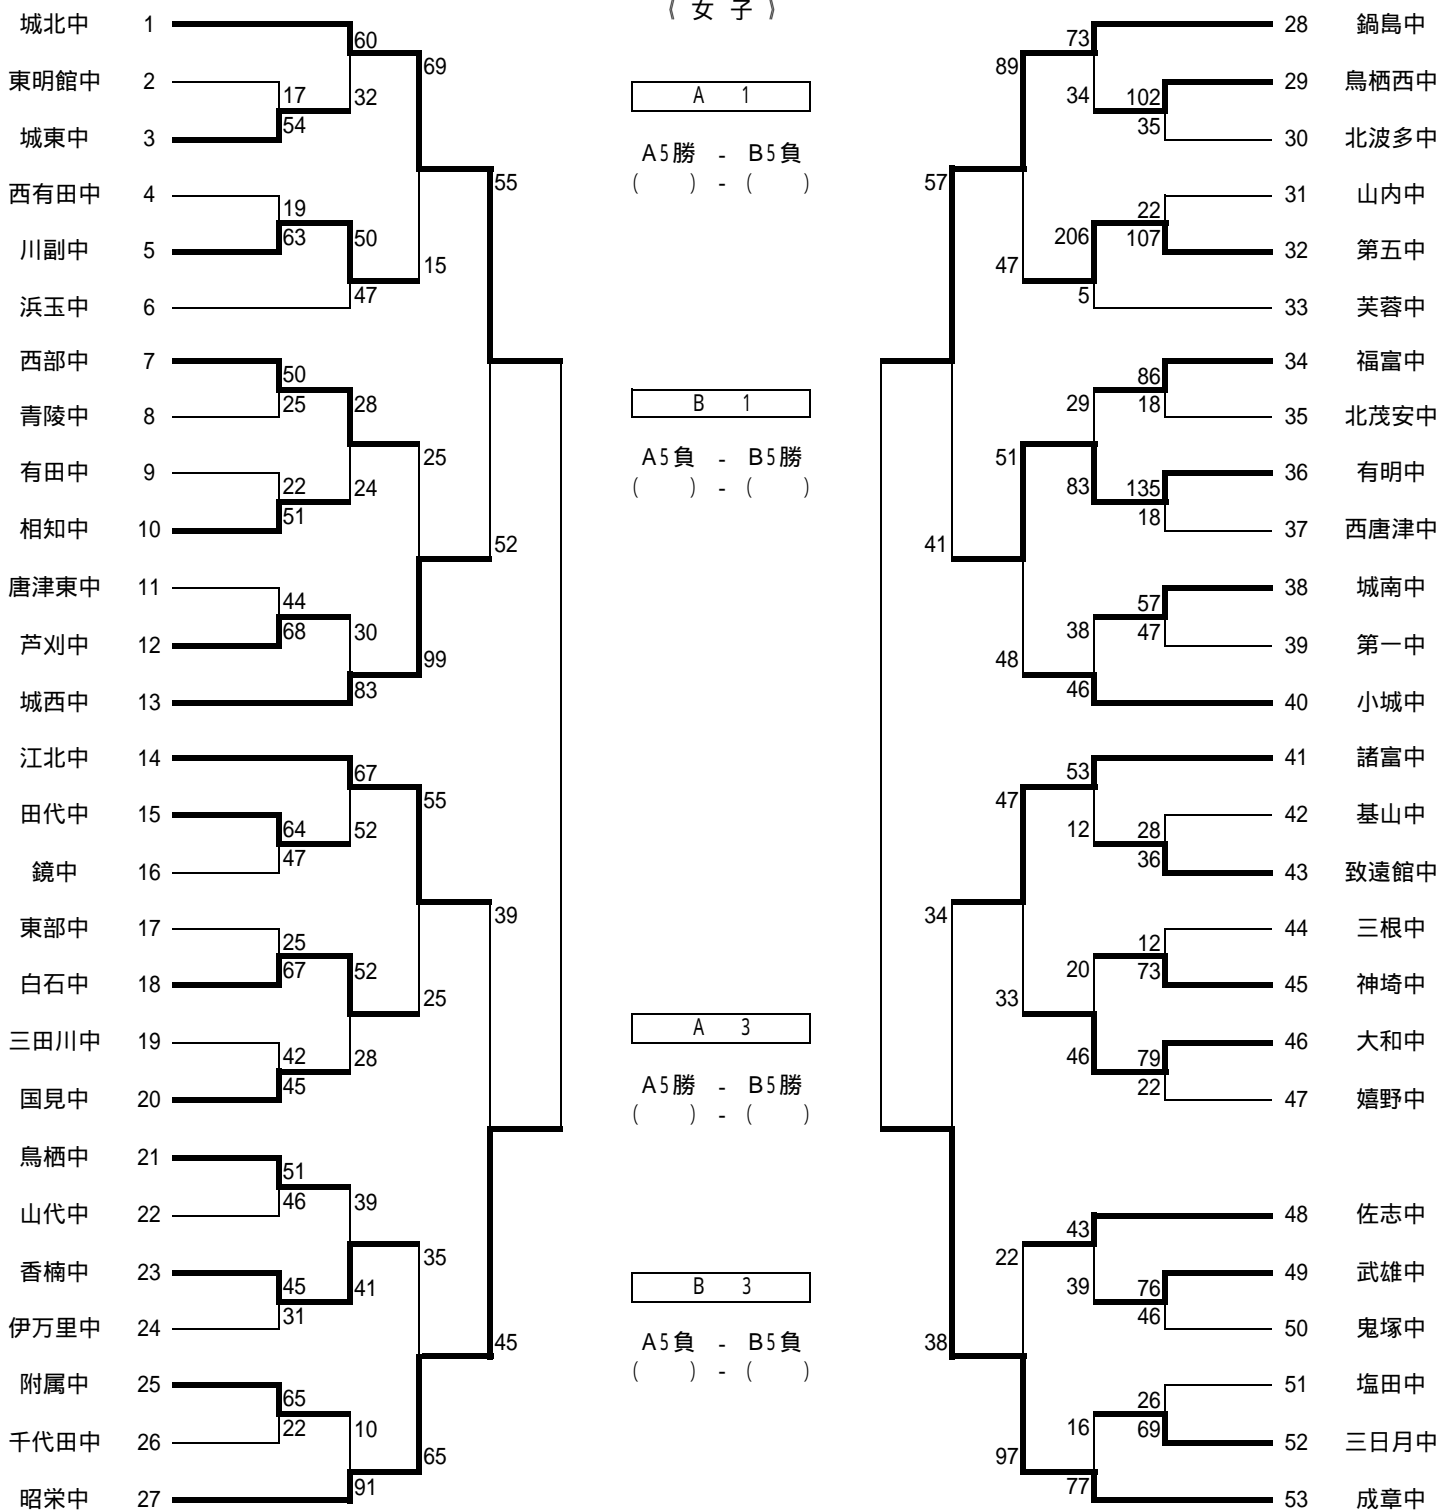 《 女 子 》
城北中 1
東明館中 2
城東中 3
西有田中 4
川副中 5
浜玉中 6
西部中 7
青陵中 8
有田中 9
相知中 10
唐津東中 11
芦刈中 12
城西中 13
江北中 14
田代中 15
鏡中 16
東部中 17
白石中 18
三田川中 19
国見中 20
鳥栖中 21
山代中 22
香楠中 23
伊万里中 24
附属中 25
千代田中 26
昭栄中 27
17
54
19
63
50
25
22
51
44
68
64
47
25
67
42
45
51
46
45
31
65
22
60
32
50
47
28
24
30
83
67
52
52
28
39
41
10
91
69
15
25
99
55
25
35
65
55
52
39
45
A 1
A5勝 - B5負
( ) - ( )
B 1
A5負 - B5勝
( ) - ( )
A 3
A5勝 - B5勝
( ) - ( )
B 3
A5負 - B5負
( ) - ( )
57
41
34
38
89
47
51
48
47
33
22
97
73
34
206
5
29
83
38
46
53
12
20
46
43
39
16
77
102
35
22
107
86
18
135
18
57
47
28
36
12
73
79
22
76
46
26
69
28 鍋島中
29 鳥栖西中
30 北波多中
31 山内中
32 第五中
33 芙蓉中
34 福富中
35 北茂安中
36 有明中
37 西唐津中
38 城南中
39 第一中
40 小城中
41 諸富中
42 基山中
43 致遠館中
44 三根中
45 神埼中
46 大和中
47 嬉野中
48 佐志中
49 武雄中
50 鬼塚中
51 塩田中
52 三日月中
53 成章中